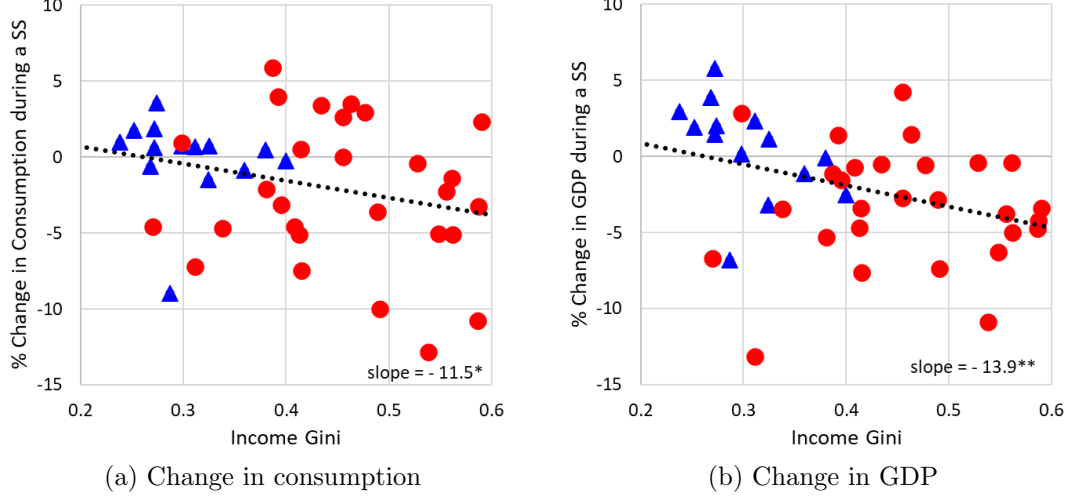 10
5
0
-5
-10
-15
% Change in Consumption during a SS
slope = - 11.5*
0.2 0.3 0.4 0.5 0.6
Income Gini
(a) Change in consumption
10
5
0
-5
-10
-15
% Change in GDP during a SS
slope = - 13.9**
0.2 0.3 0.4 0.5 0.6
Income Gini
(b) Change in GDP